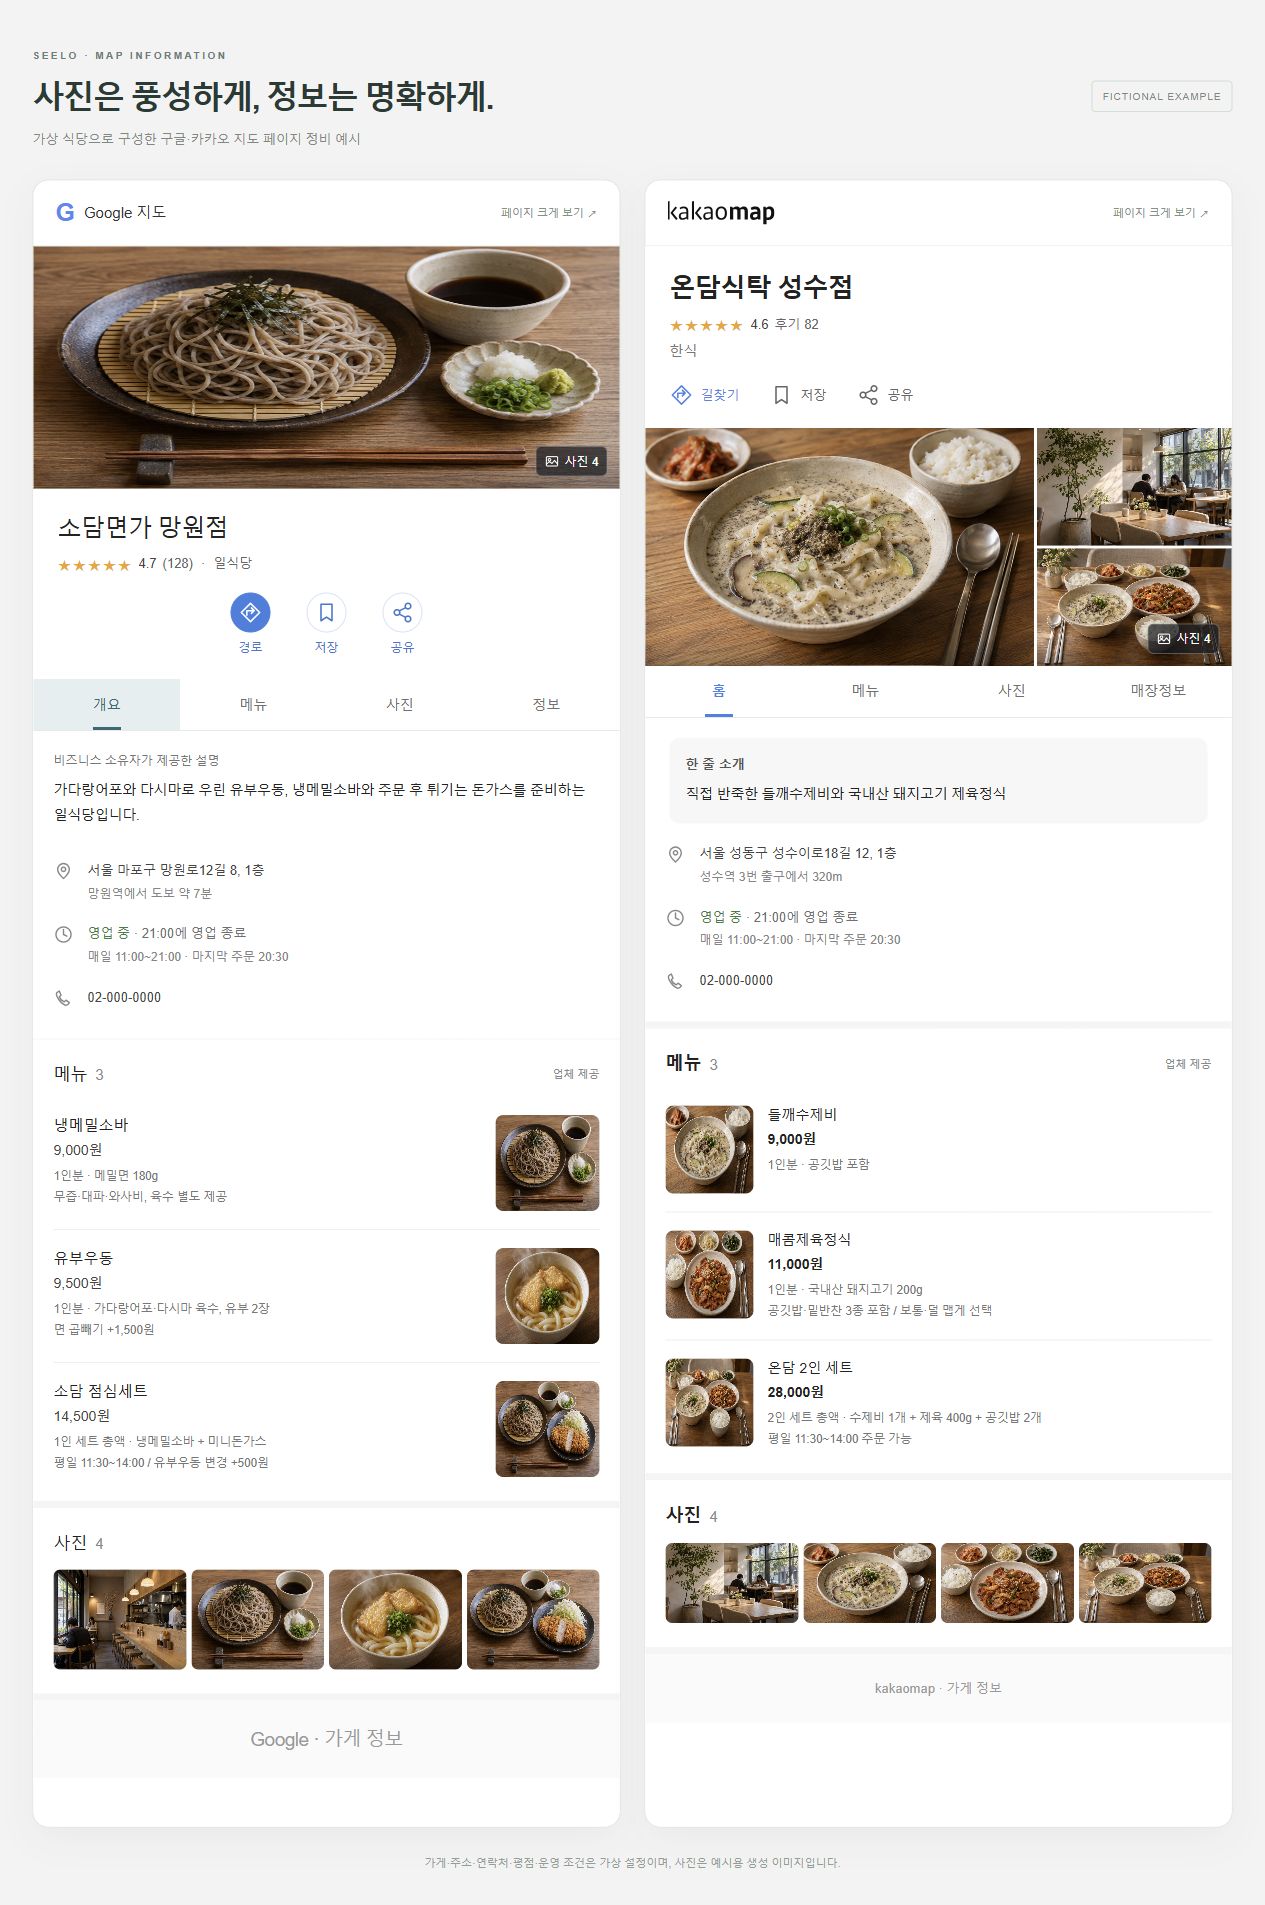 SEELO · MAP INFORMATION
사진은 풍성하게, 정보는 명확하게.
FICTIONAL EXAMPLE
가상 식당으로 구성한 구글·카카오 지도 페이지 정비 예시
G Google 지도
페이지 크게 보기 ↗
사진 4
소담면가 망원점
★★★★★ 4.7 (128) · 일식당
경로
저장
공유
개요
메뉴
사진
정보
비즈니스 소유자가 제공한 설명
가다랑어포와 다시마로 우린 유부우동, 냉메밀소바와 주문 후 튀기는 돈가스를 준비하는
일식당입니다.
서울 마포구 망원로12길 8, 1층
망원역에서 도보 약 7분
영업 중 · 21:00에 영업 종료
매일 11:00~21:00 · 마지막 주문 20:30
02-000-0000
메뉴 3
업체 제공
냉메밀소바
9,000원
1인분 · 메밀면 180g
무즙·대파·와사비, 육수 별도 제공
유부우동
9,500원
1인분 · 가다랑어포·다시마 육수, 유부 2장
면 곱빼기 +1,500원
소담 점심세트
14,500원
1인 세트 총액 · 냉메밀소바 + 미니돈가스
평일 11:30~14:00 / 유부우동 변경 +500원
사진 4
Google · 가게 정보
kakaomap
페이지 크게 보기 ↗
온담식탁 성수점
★★★★★ 4.6 후기 82
한식
길찾기
저장
공유
사진 4
홈
메뉴
사진
매장정보
한 줄 소개
직접 반죽한 들깨수제비와 국내산 돼지고기 제육정식
서울 성동구 성수이로18길 12, 1층
성수역 3번 출구에서 320m
영업 중 · 21:00에 영업 종료
매일 11:00~21:00 · 마지막 주문 20:30
02-000-0000
메뉴 3
업체 제공
들깨수제비
9,000원
1인분 · 공깃밥 포함
매콤제육정식
11,000원
1인분 · 국내산 돼지고기 200g
공깃밥·밑반찬 3종 포함 / 보통·덜 맵게 선택
온담 2인 세트
28,000원
2인 세트 총액 · 수제비 1개 + 제육 400g + 공깃밥 2개
평일 11:30~14:00 주문 가능
사진 4
kakaomap · 가게 정보
가게·주소·연락처·평점·운영 조건은 가상 설정이며, 사진은 예시용 생성 이미지입니다.